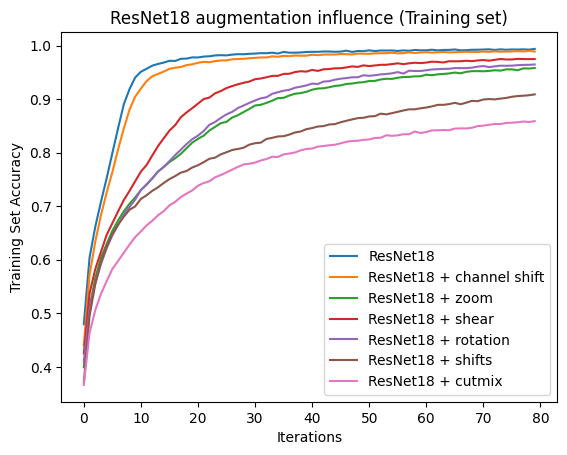 ResNet18 augmentation influence (Training set)
Training Set Accuracy
1.0
0.9
0.8
0.7
0.6
0.5
0.4
ResNet18
ResNet18 + channel shift
ResNet18 + zoom
ResNet18 + shear
ResNet18 + rotation
ResNet18 + shifts
ResNet18 + cutmix
0 10 20 30 40 50 60 70 80
Iterations